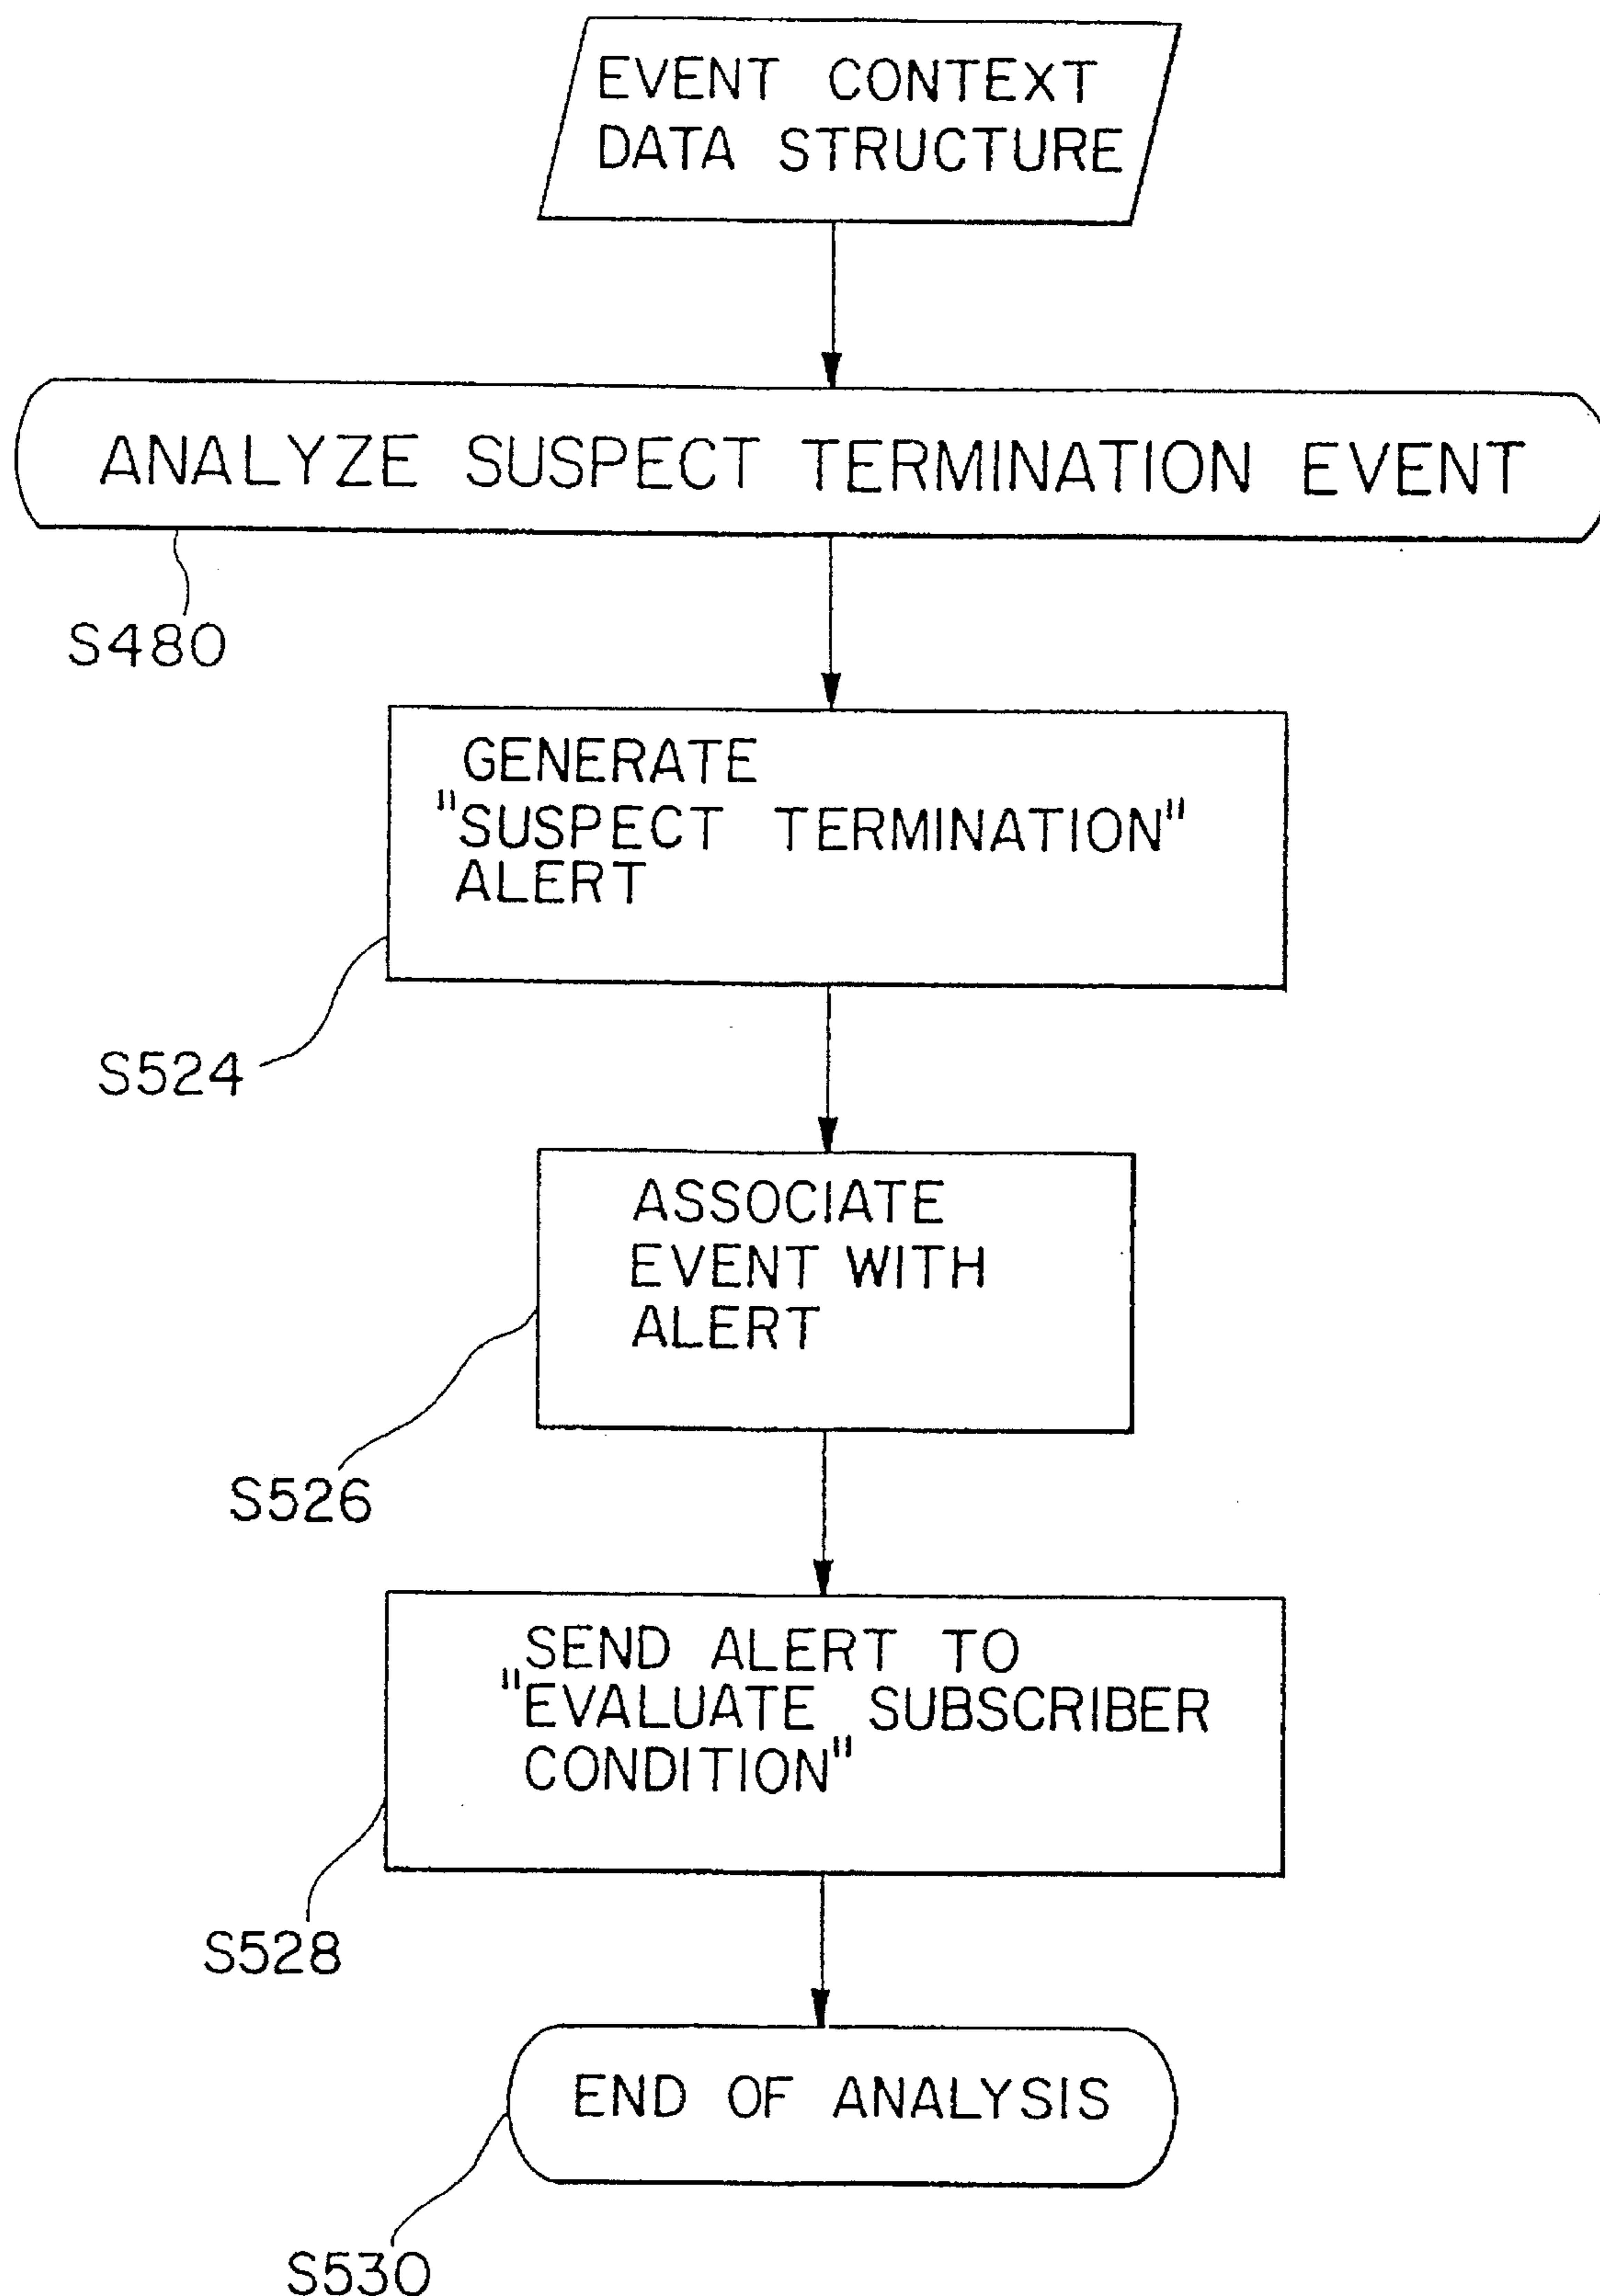 EVENT CONTEXT
DATA STRUCTURE
ANALYZE SUSPECT TERMINATION EVENT
S480
GENERATE
"SUSPECT TERMINATION"
ALERT
S524
ASSOCIATE
EVENT WITH
ALERT
S526
SEND ALERT TO
"EVALUATE SUBSCRIBER
CONDITION"
S528
END OF ANALYSIS
S530